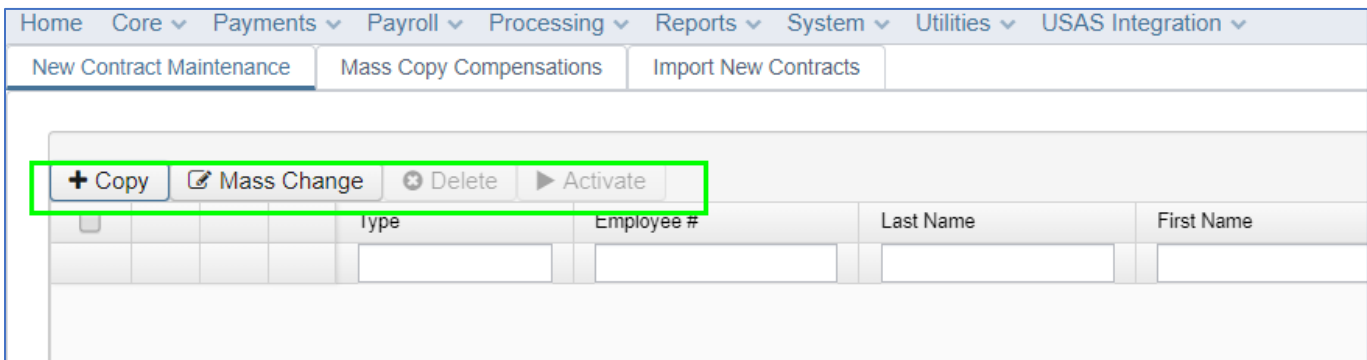 Home Core Payments Payroll Processing Reports System Utilities USAS Integration
New Contract Maintenance Mass Copy Compensations Import New Contracts
Copy Mass Change Delete Activate
Type Employee # Last Name First Name